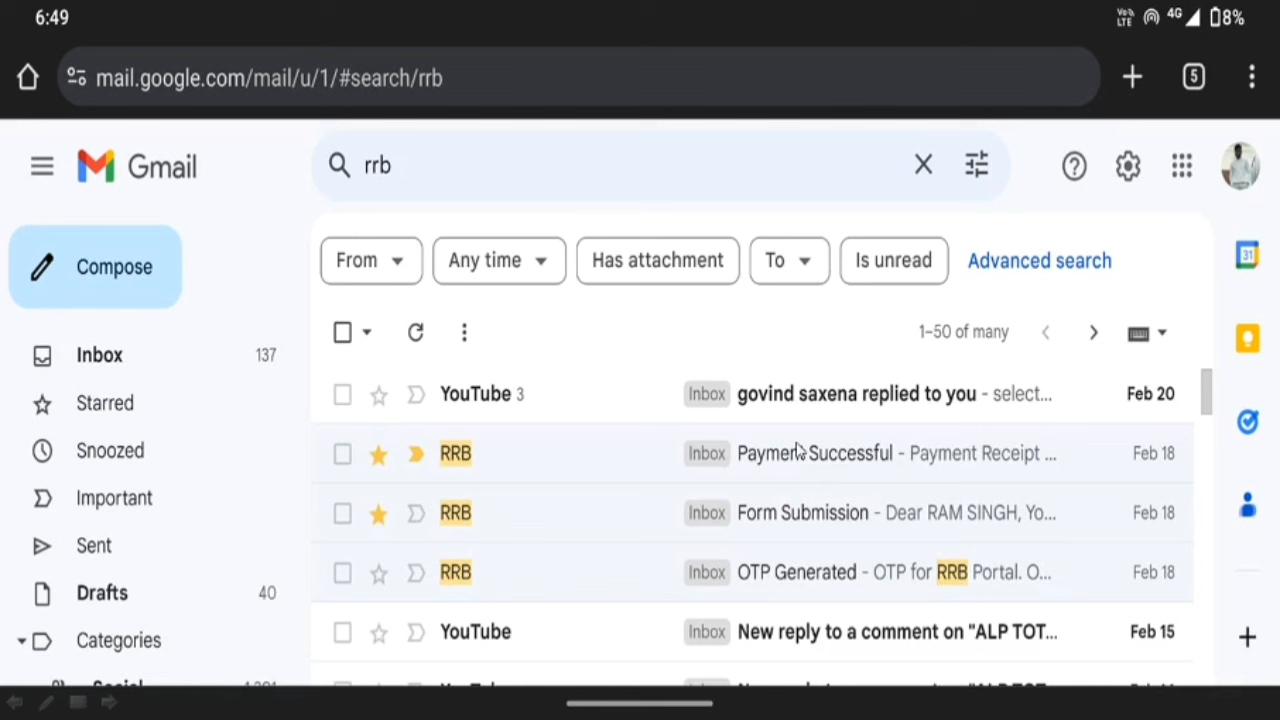 6:49
Vo) LTE 4G 8%
mail.google.com/mail/u/1/#search/rrb
5
Gmail
rrb
Compose
From
Any time
Has attachment
To
Is unread
Advanced search
1–50 of many
Inbox 137
Starred
Snoozed
Important
Sent
Drafts 40
Categories
YouTube 3 Inbox govind saxena replied to you - select... Feb 20
RRB Inbox Payment Successful - Payment Receipt ... Feb 18
RRB Inbox Form Submission - Dear RAM SINGH, Yo... Feb 18
RRB Inbox OTP Generated - OTP for RRB Portal. O... Feb 18
YouTube Inbox New reply to a comment on "ALP TOT... Feb 15
31